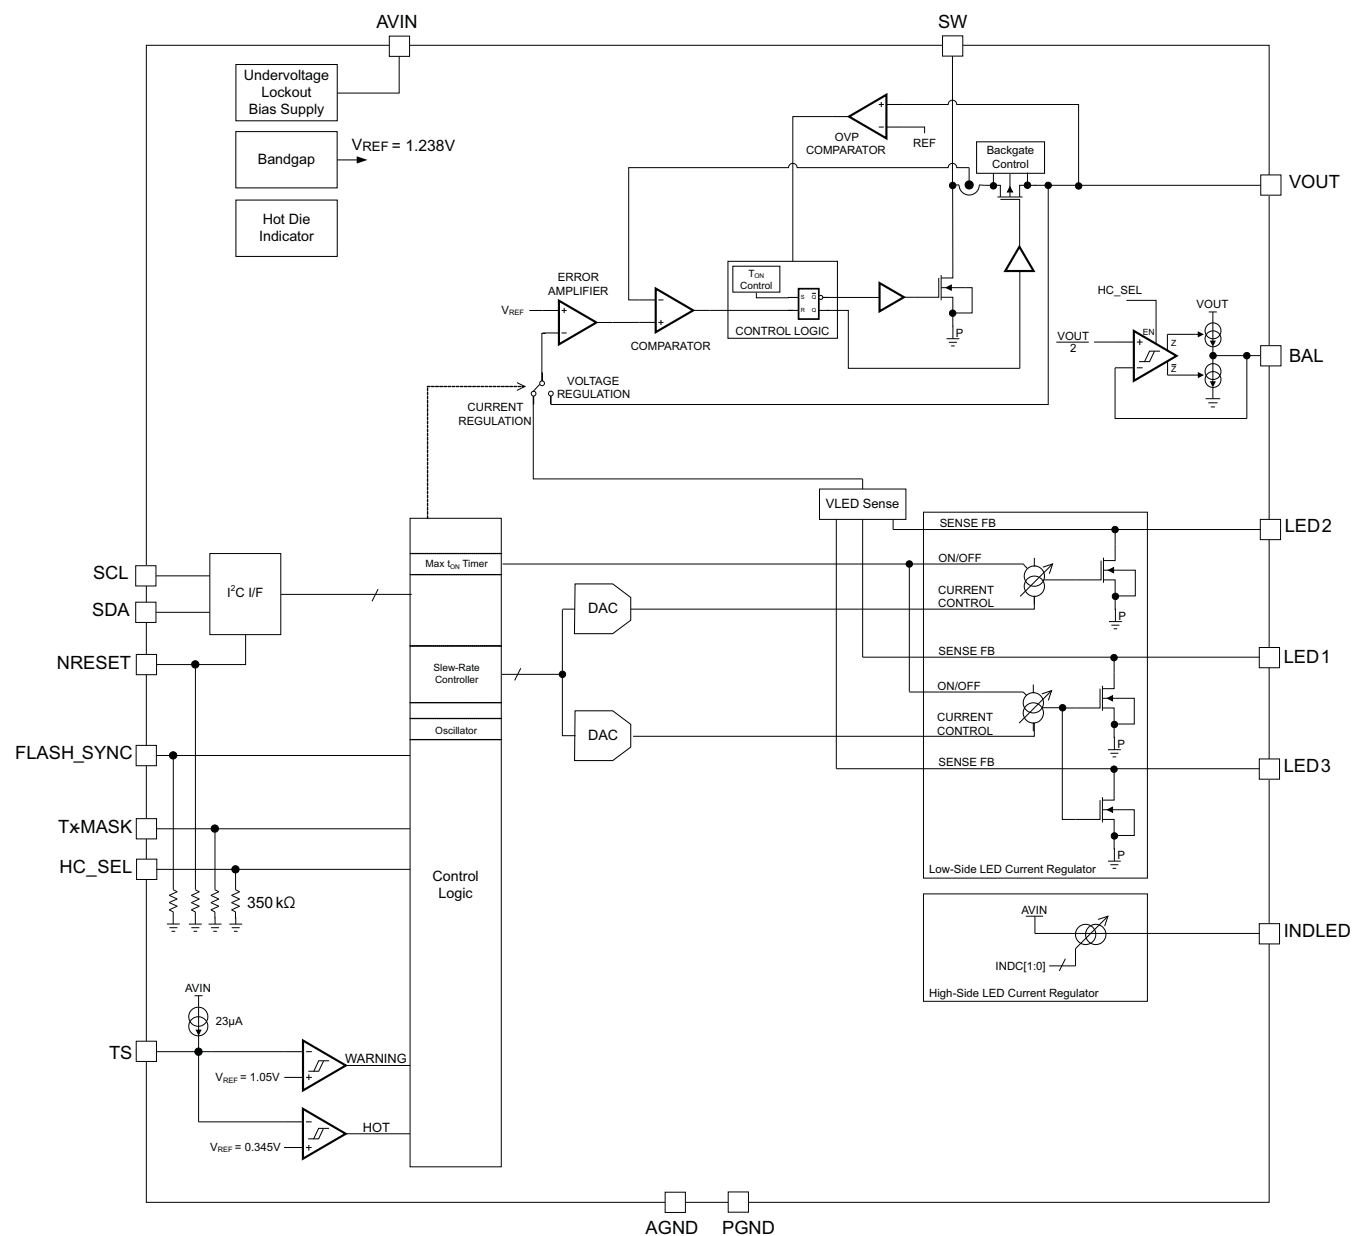 AVIN
SW
Undervoltage
Lockout
Bias Supply
Bandgap
VREF = 1.238V
Hot Die
Indicator
+
−
OVP
COMPARATOR
REF
Backgate
Control
VOUT
ERROR
AMPLIFIER
VREF
+
−
−
+
COMPARATOR
TON
Control
S Q̅
R Q
CONTROL LOGIC
P
HC_SEL
VOUT
EN
VOUT
2
+
−
Z
Z̅
BAL
VOLTAGE
REGULATION
CURRENT
REGULATION
VLED Sense
SENSE FB
LED2
Max tON Timer
ON/OFF
SCL
I²C I/F
SDA
DAC
CURRENT
CONTROL
P
NRESET
SENSE FB
LED1
Slew-Rate
Controller
ON/OFF
Oscillator
DAC
CURRENT
CONTROL
P
FLASH_SYNC
SENSE FB
LED3
Tx-MASK
HC_SEL
P
Low-Side LED Current Regulator
Control
Logic
350 kΩ
AVIN
INDLED
INDC[1:0]
High-Side LED Current Regulator
AVIN
23µA
TS
−
WARNING
VREF = 1.05V
+
−
HOT
VREF = 0.345V
+
AGND
PGND